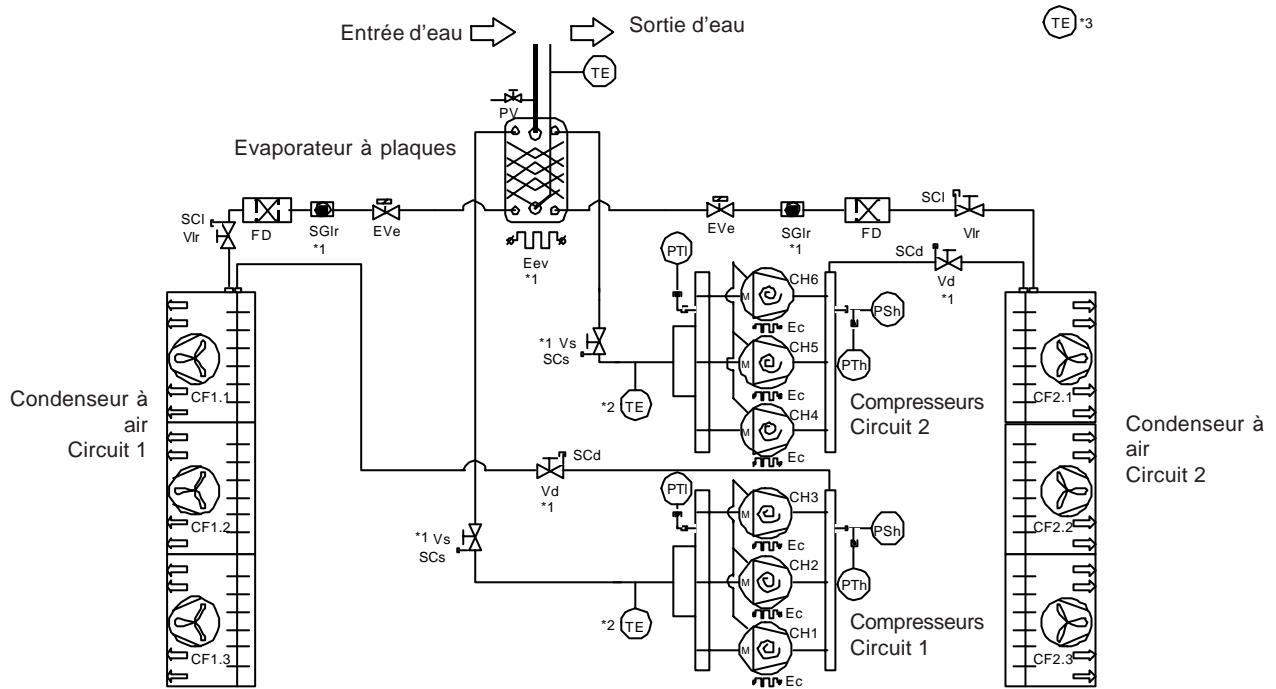 Entrée d'eau
Sortie d'eau
TE *3
TE
PV
Evaporateur à plaques
SCl
Vlr
FD
SGlr
*1
EVe
Eev
*1
EVe
SGlr
*1
FD
SCl
Vlr
SCd
Vd
*1
PTl
M
CH6
Ec
M
CH5
Ec
M
CH4
Ec
PSh
PTh
*1 Vs
SCs
*2 TE
Compresseurs
Circuit 2
CF1.1
CF1.2
CF1.3
Condenseur à
air
Circuit 1
CF2.1
CF2.2
CF2.3
Condenseur à
air
Circuit 2
SCd
Vd
*1
PTl
M
CH3
Ec
M
CH2
Ec
M
CH1
Ec
PSh
PTh
*1 Vs
SCs
*2 TE
Compresseurs
Circuit 1